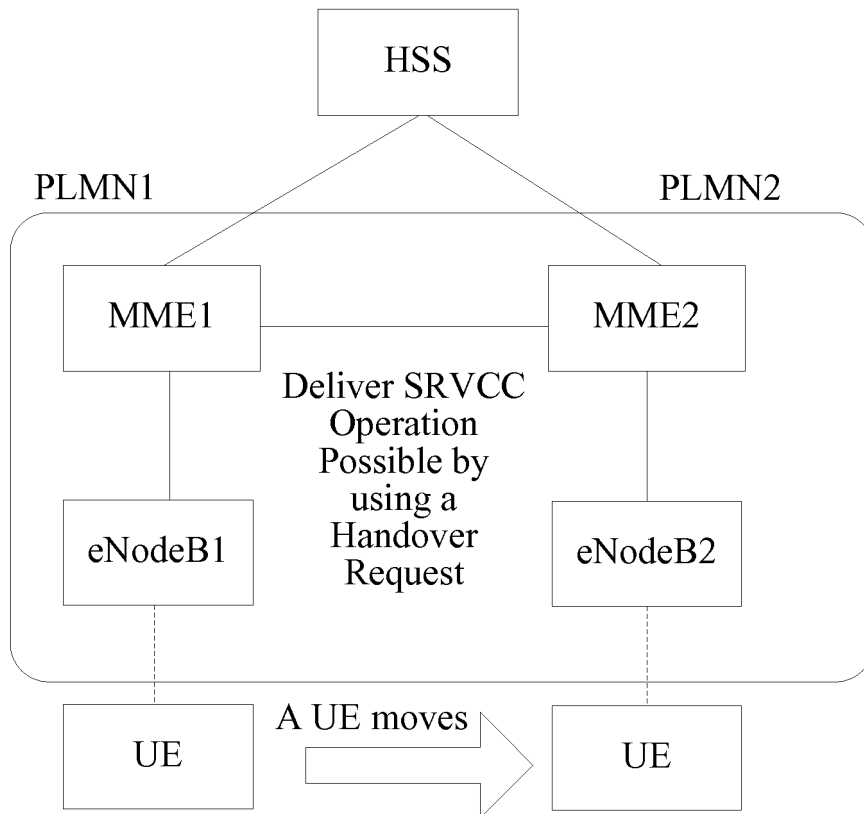 HSS
PLMN1
PLMN2
MME1
MME2
Deliver SRVCC
Operation
Possible by
using a
Handover
Request
eNodeB1
eNodeB2
A UE moves
UE
UE